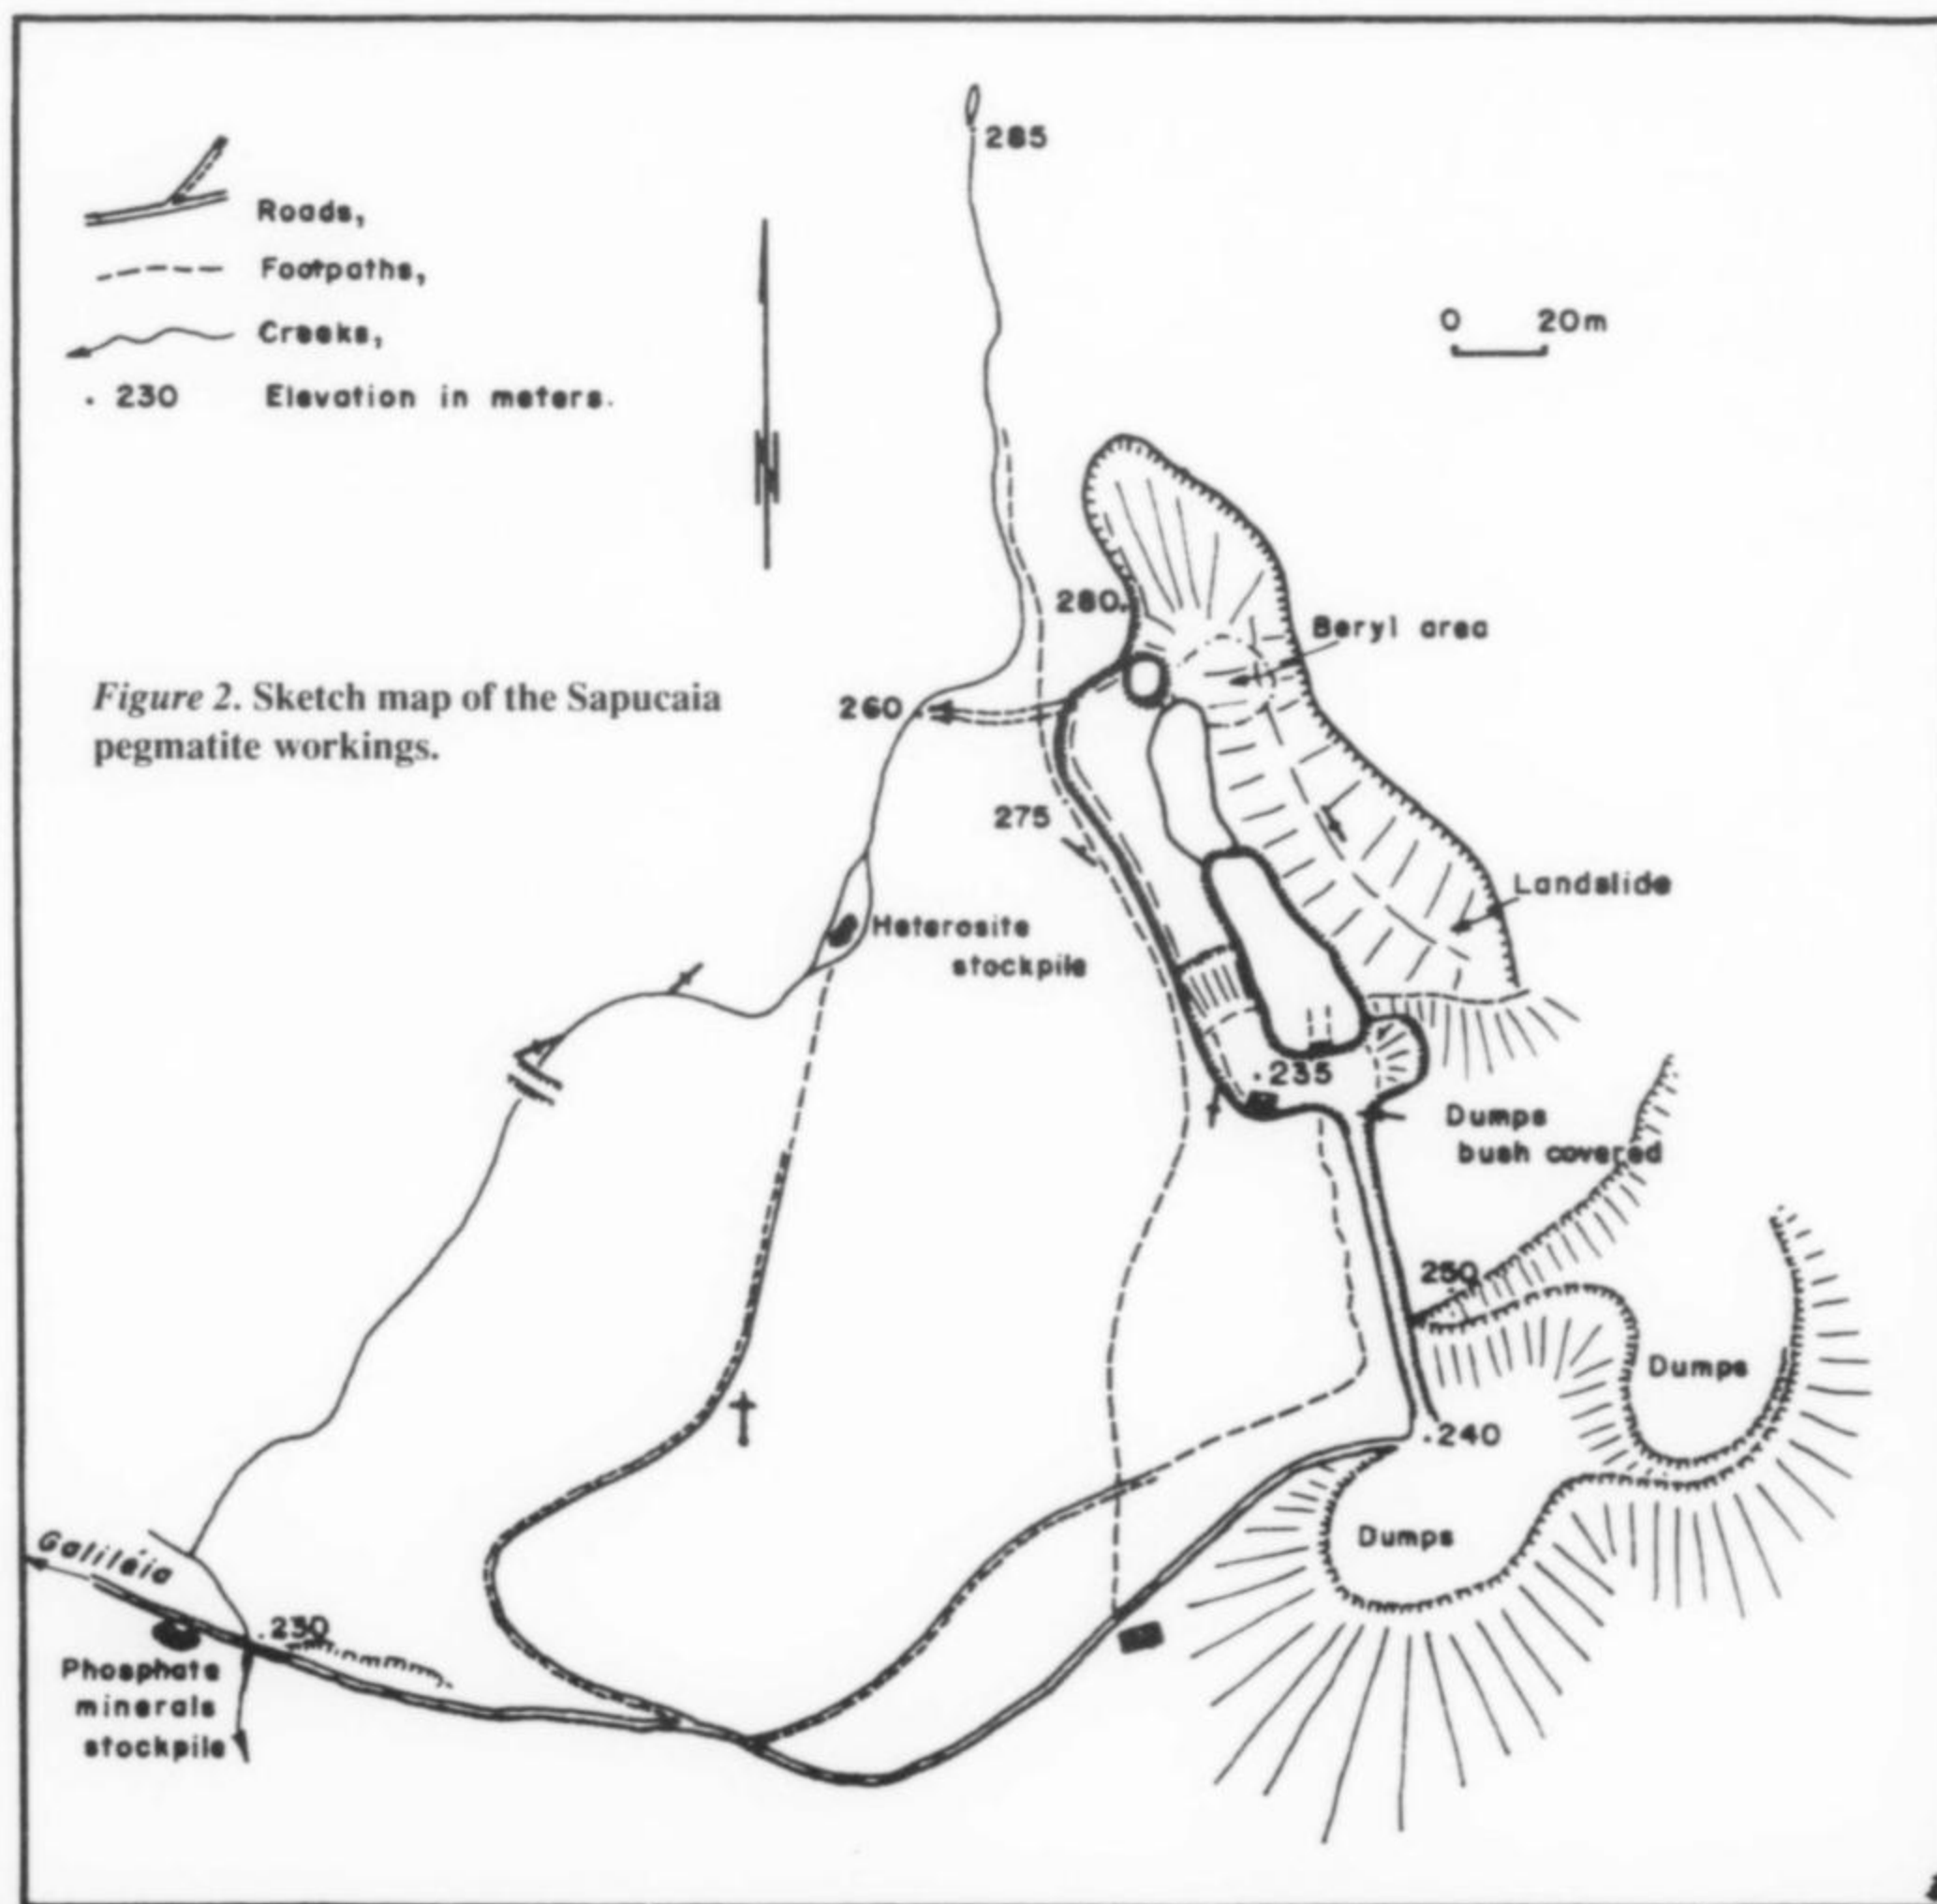 285
Roads,
Footpaths,
Creeks,
. 230 Elevation in meters.
N
0 20m
280.
Beryl area
Figure 2. Sketch map of the Sapucaia
pegmatite workings.
260.
275
Landslide
Heterosite
stockpile
.235
Dumps
bush covered
250
Dumps
.240
Dumps
Galiléia
.230
Phosphate
minerals
stockpile